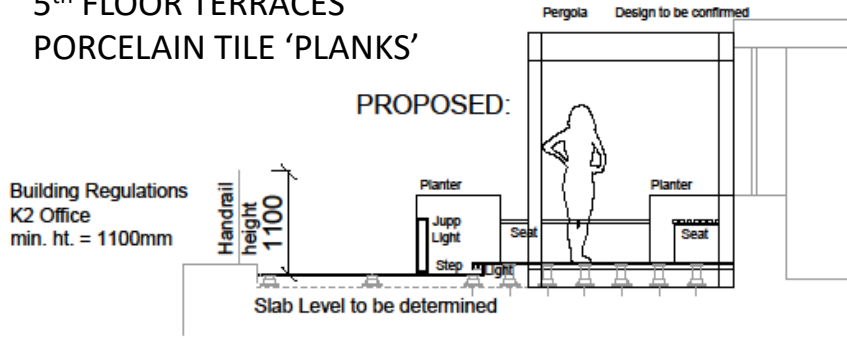 5th FLOOR TERRACES
PORCELAIN TILE ‘PLANKS’
Pergola Design to be confirmed
PROPOSED:
Building Regulations
K2 Office
min. ht. = 1100mm
Handrail
height
1100
Planter
Jupp
Light
Step
Light
Seat
Planter
Seat
Slab Level to be determined